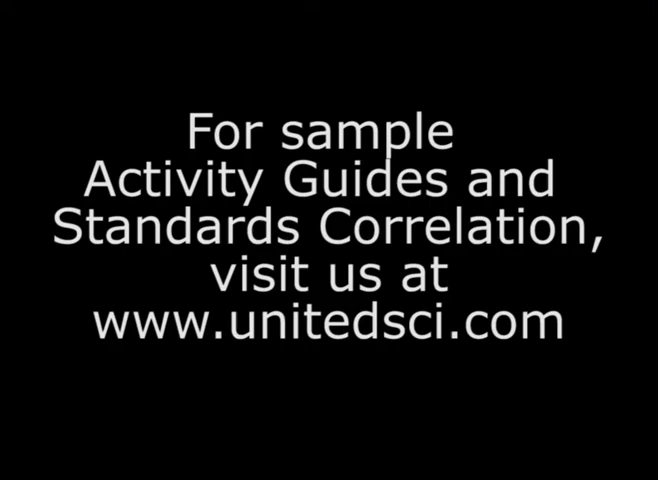 For sample
Activity Guides and
Standards Correlation,
visit us at
www.unitedsci.com